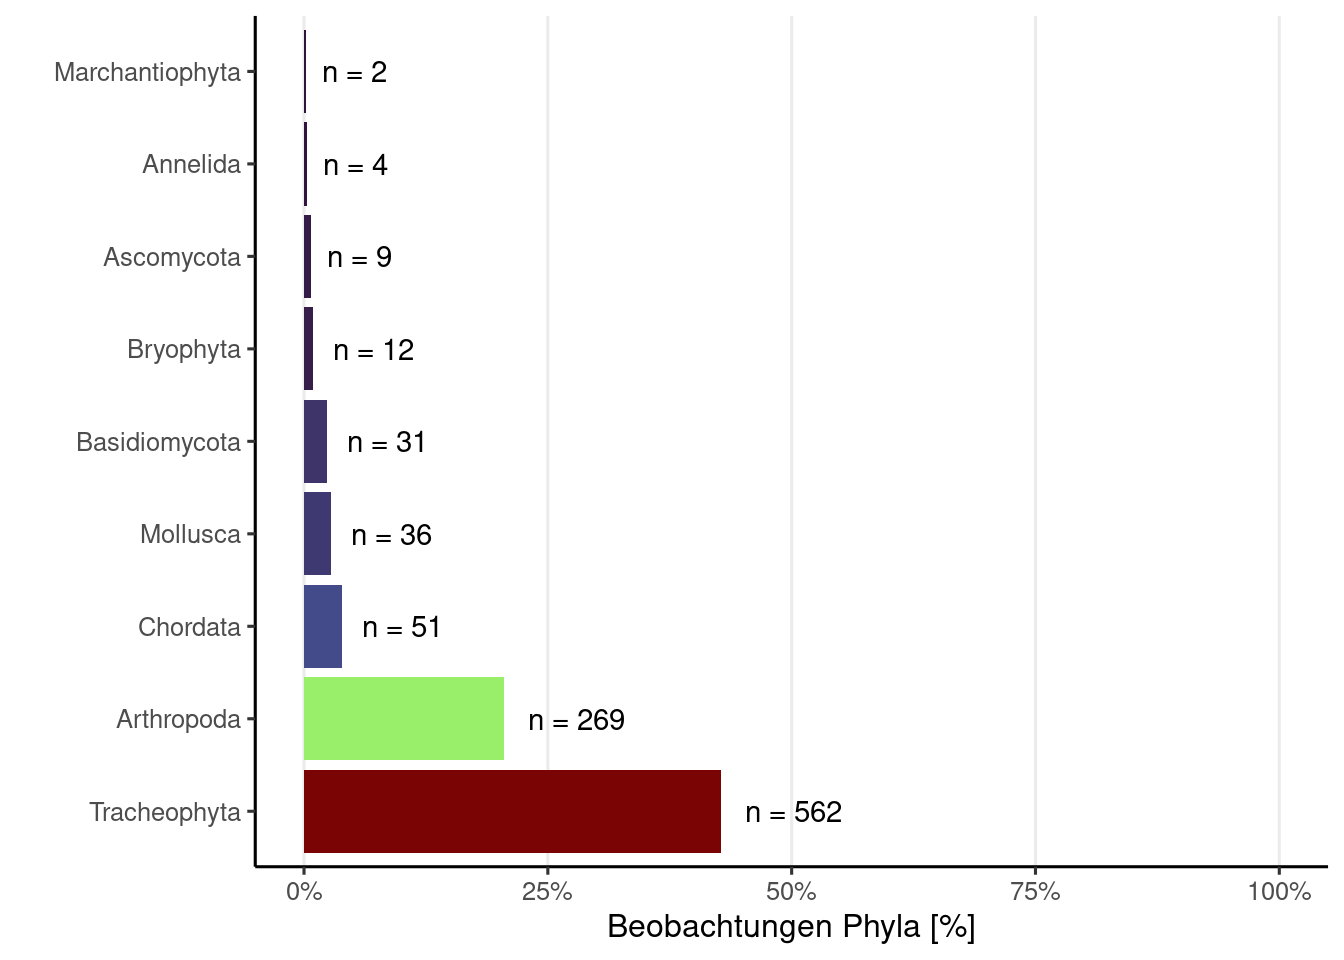 Marchantiophyta n = 2
Annelida n = 4
Ascomycota n = 9
Bryophyta n = 12
Basidiomycota n = 31
Mollusca n = 36
Chordata n = 51
Arthropoda n = 269
Tracheophyta n = 562
0% 25% 50% 75% 100%
Beobachtungen Phyla [%]